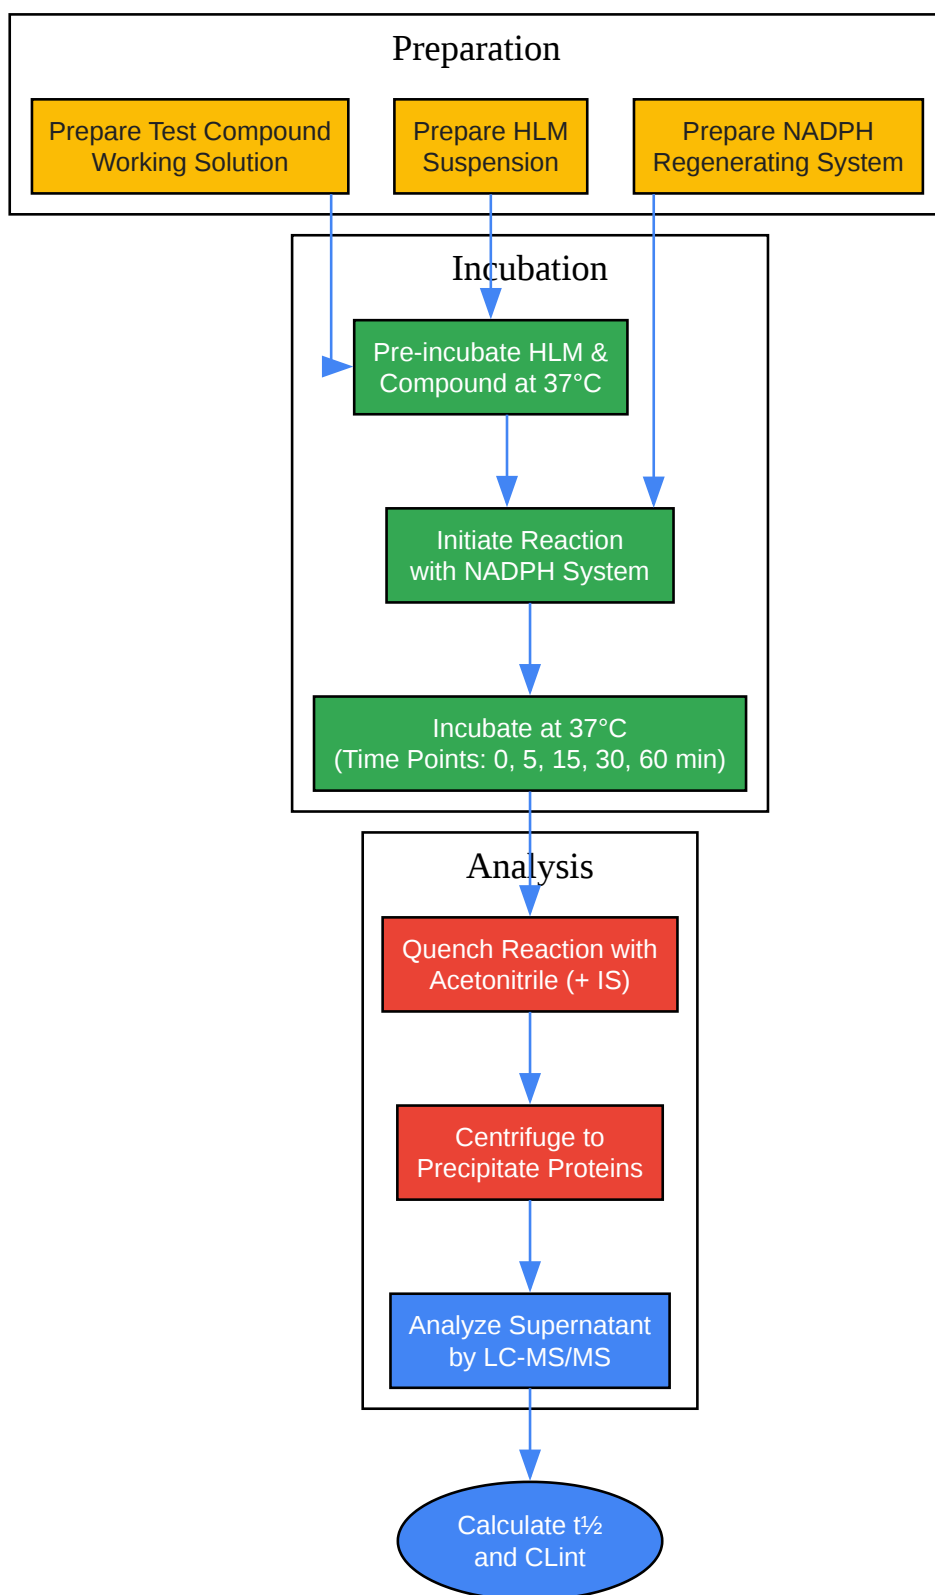 Preparation
Prepare Test Compound
Working Solution
Prepare HLM
Suspension
Prepare NADPH
Regenerating System
Incubation
Pre-incubate HLM &
Compound at 37°C
Initiate Reaction
with NADPH System
Incubate at 37°C
(Time Points: 0, 5, 15, 30, 60 min)
Analysis
Quench Reaction with
Acetonitrile (+ IS)
Centrifuge to
Precipitate Proteins
Analyze Supernatant
by LC-MS/MS
Calculate t½
and CLint